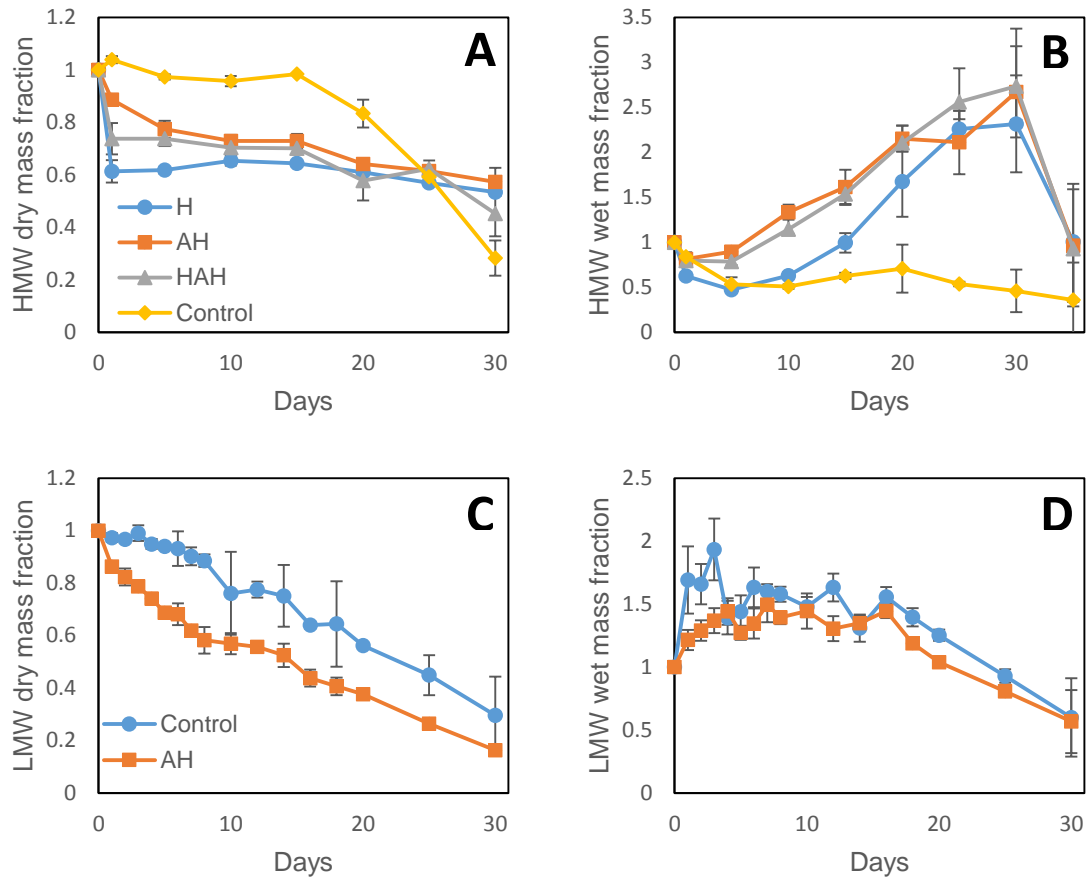 A
HMW dry mass fraction
1.2
1
0.8
0.6
0.4
0.2
0
H
AH
HAH
Control
0 10 20 30
Days
B
HMW wet mass fraction
3.5
3
2.5
2
1.5
1
0.5
0
0 10 20 30
Days
C
LMW dry mass fraction
1.2
1
0.8
0.6
0.4
0.2
0
Control
AH
0 10 20 30
Days
D
LMW wet mass fraction
2.5
2
1.5
1
0.5
0
0 10 20 30
Days